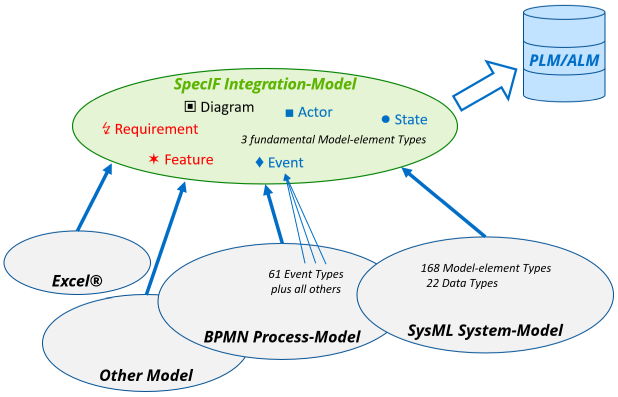 PLM/ALM
SpecIF Integration-Model
▣ Diagram
■ Actor
● State
↯ Requirement
3 fundamental Model-element Types
✶ Feature
♦ Event
61 Event Types
plus all others
168 Model-element Types
22 Data Types
Excel®
BPMN Process-Model
SysML System-Model
Other Model